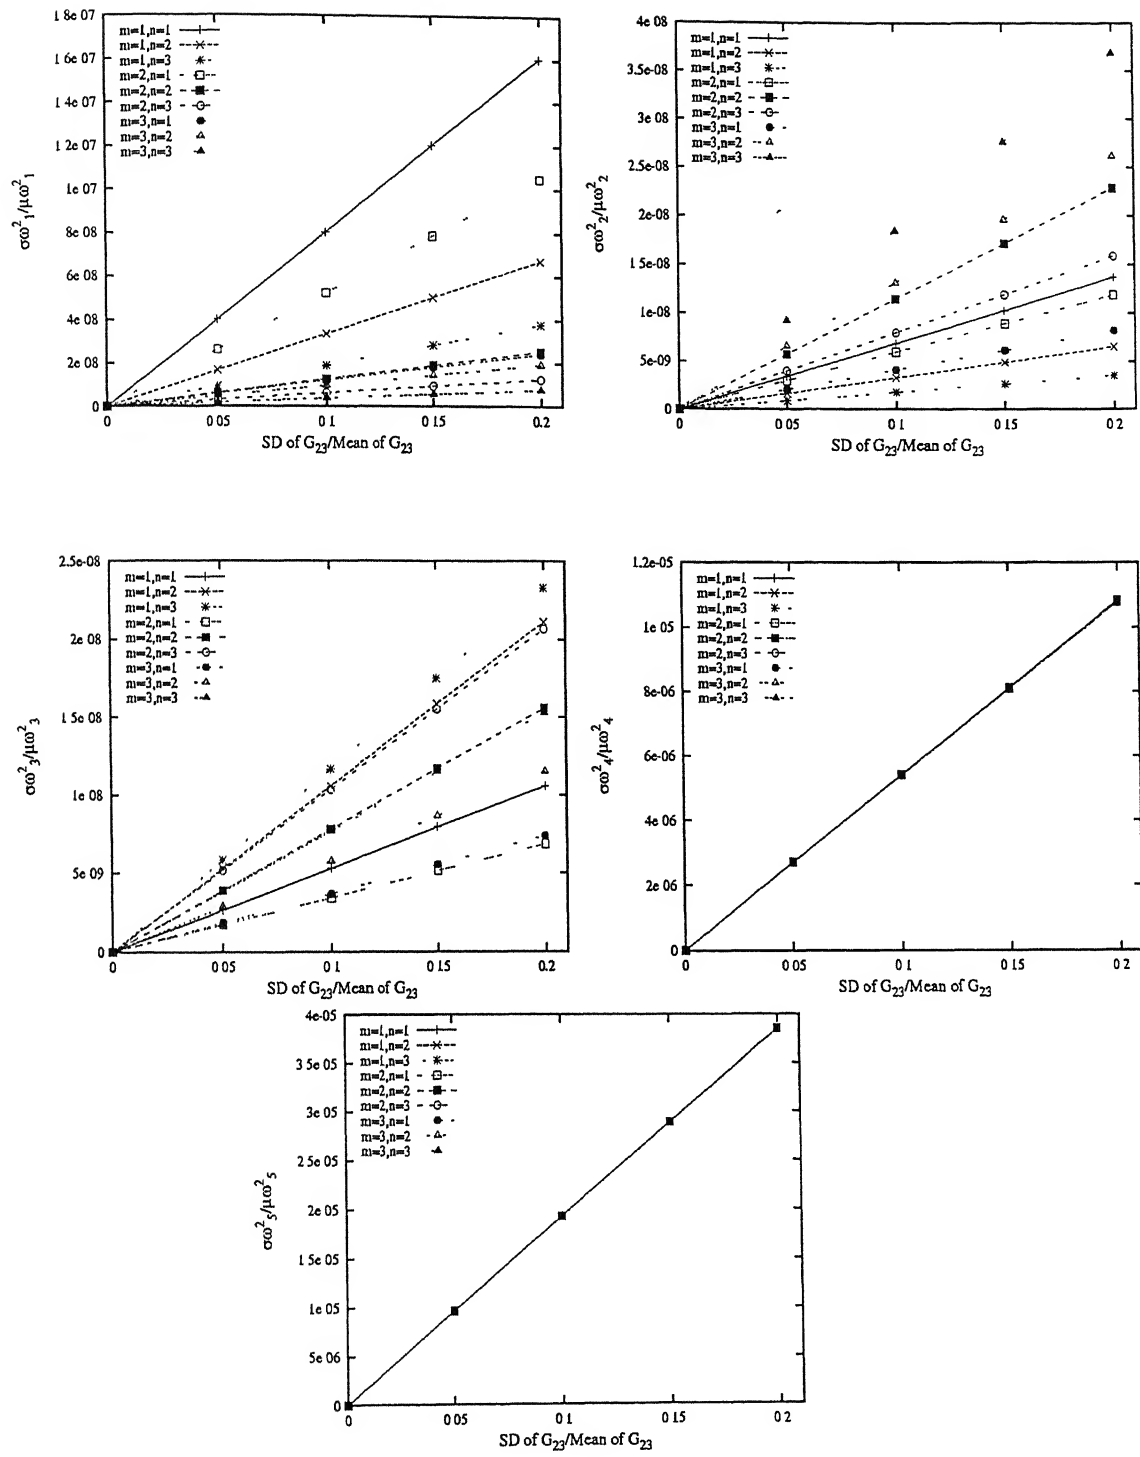 1 8e 07
1 6e 07
1 4e 07
1 2e 07
1e 07
8e 08
6e 08
4e 08
2e 08
0
m=1,n=1
m=1,n=2
m=1,n=3
m=2,n=1
m=2,n=2
m=2,n=3
m=3,n=1
m=3,n=2
m=3,n=3
σω²₁/μω²₁
0 0 05 0 1 0 15 0.2
SD of G₂₃/Mean of G₂₃
4e 08
3.5e-08
3e 08
2.5e-08
2e-08
1 5e-08
1e-08
5e-09
0
m=1,n=1
m=1,n=2
m=1,n=3
m=2,n=1
m=2,n=2
m=2,n=3
m=3,n=1
m=3,n=2
m=3,n=3
σω²₂/μω²₂
0 0 05 0 1 0 15 0.2
SD of G₂₃/Mean of G₂₃
2.5e-08
2e 08
1 5e 08
1e 08
5e 09
0
m=1,n=1
m=1,n=2
m=1,n=3
m=2,n=1
m=2,n=2
m=2,n=3
m=3,n=1
m=3,n=2
m=3,n=3
σω²₃/μω²₃
0 0 05 0 1 0 15 0.2
SD of G₂₃/Mean of G₂₃
1.2e-05
1e 05
8e-06
6e-06
4e 06
2e 06
0
m=1,n=1
m=1,n=2
m=1,n=3
m=2,n=1
m=2,n=2
m=2,n=3
m=3,n=1
m=3,n=2
m=3,n=3
σω²₄/μω²₄
0 0 05 0 1 0 15 0 2
SD of G₂₃/Mean of G₂₃
4e-05
3 5e 05
3e 05
2 5e 05
2e 05
1 5e 05
1e 05
5e 06
0
m=1,n=1
m=1,n=2
m=1,n=3
m=2,n=1
m=2,n=2
m=2,n=3
m=3,n=1
m=3,n=2
m=3,n=3
σω²₅/μω²₅
0 0 05 0 1 0 15 0 2
SD of G₂₃/Mean of G₂₃